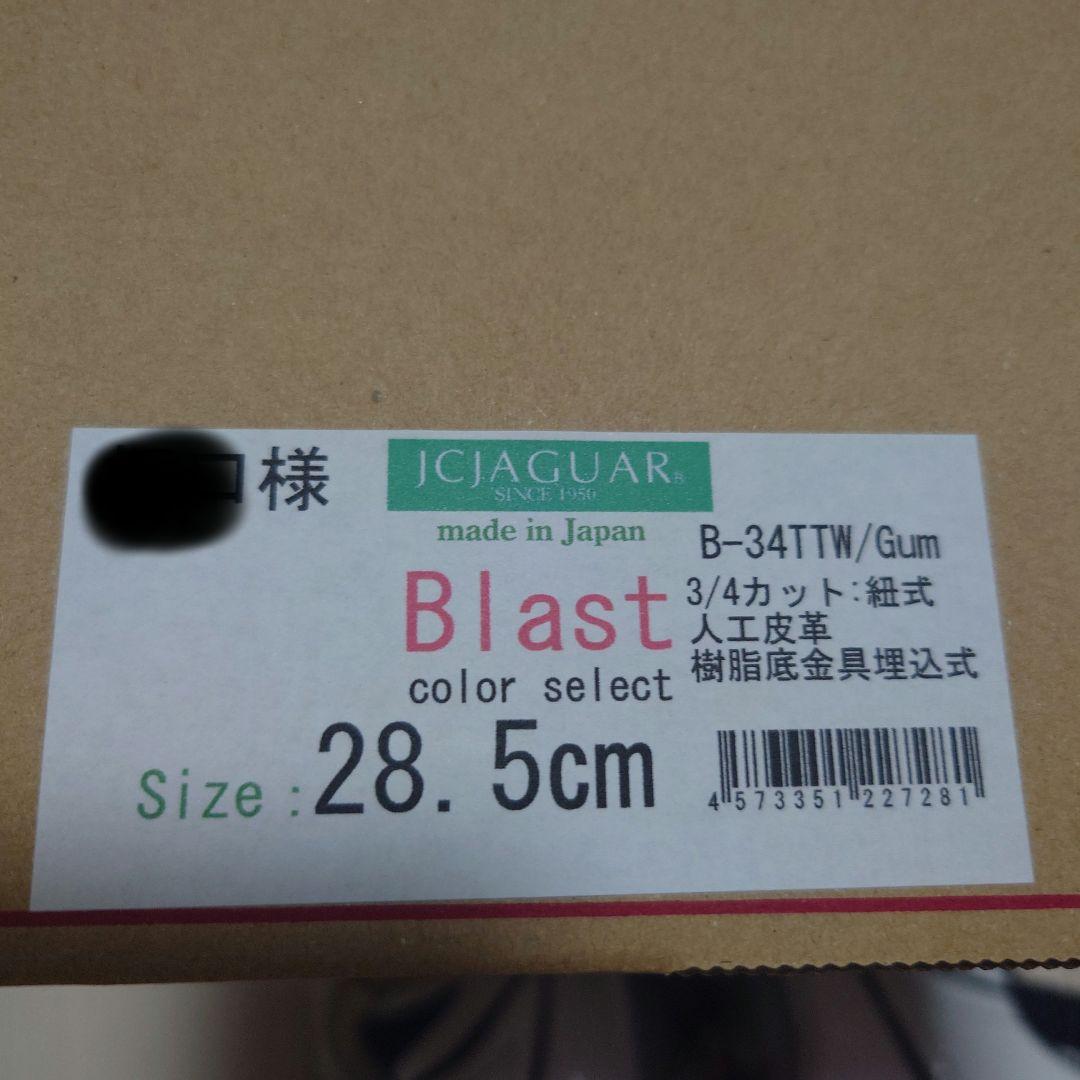 様
JCJAGUAR
SINCE 1950
made in Japan
Blast
color select
Size:28.5cm
B-34TTW/Gum
3/4カット:紐式
人工皮革
樹脂底金具埋込式
4573351227281